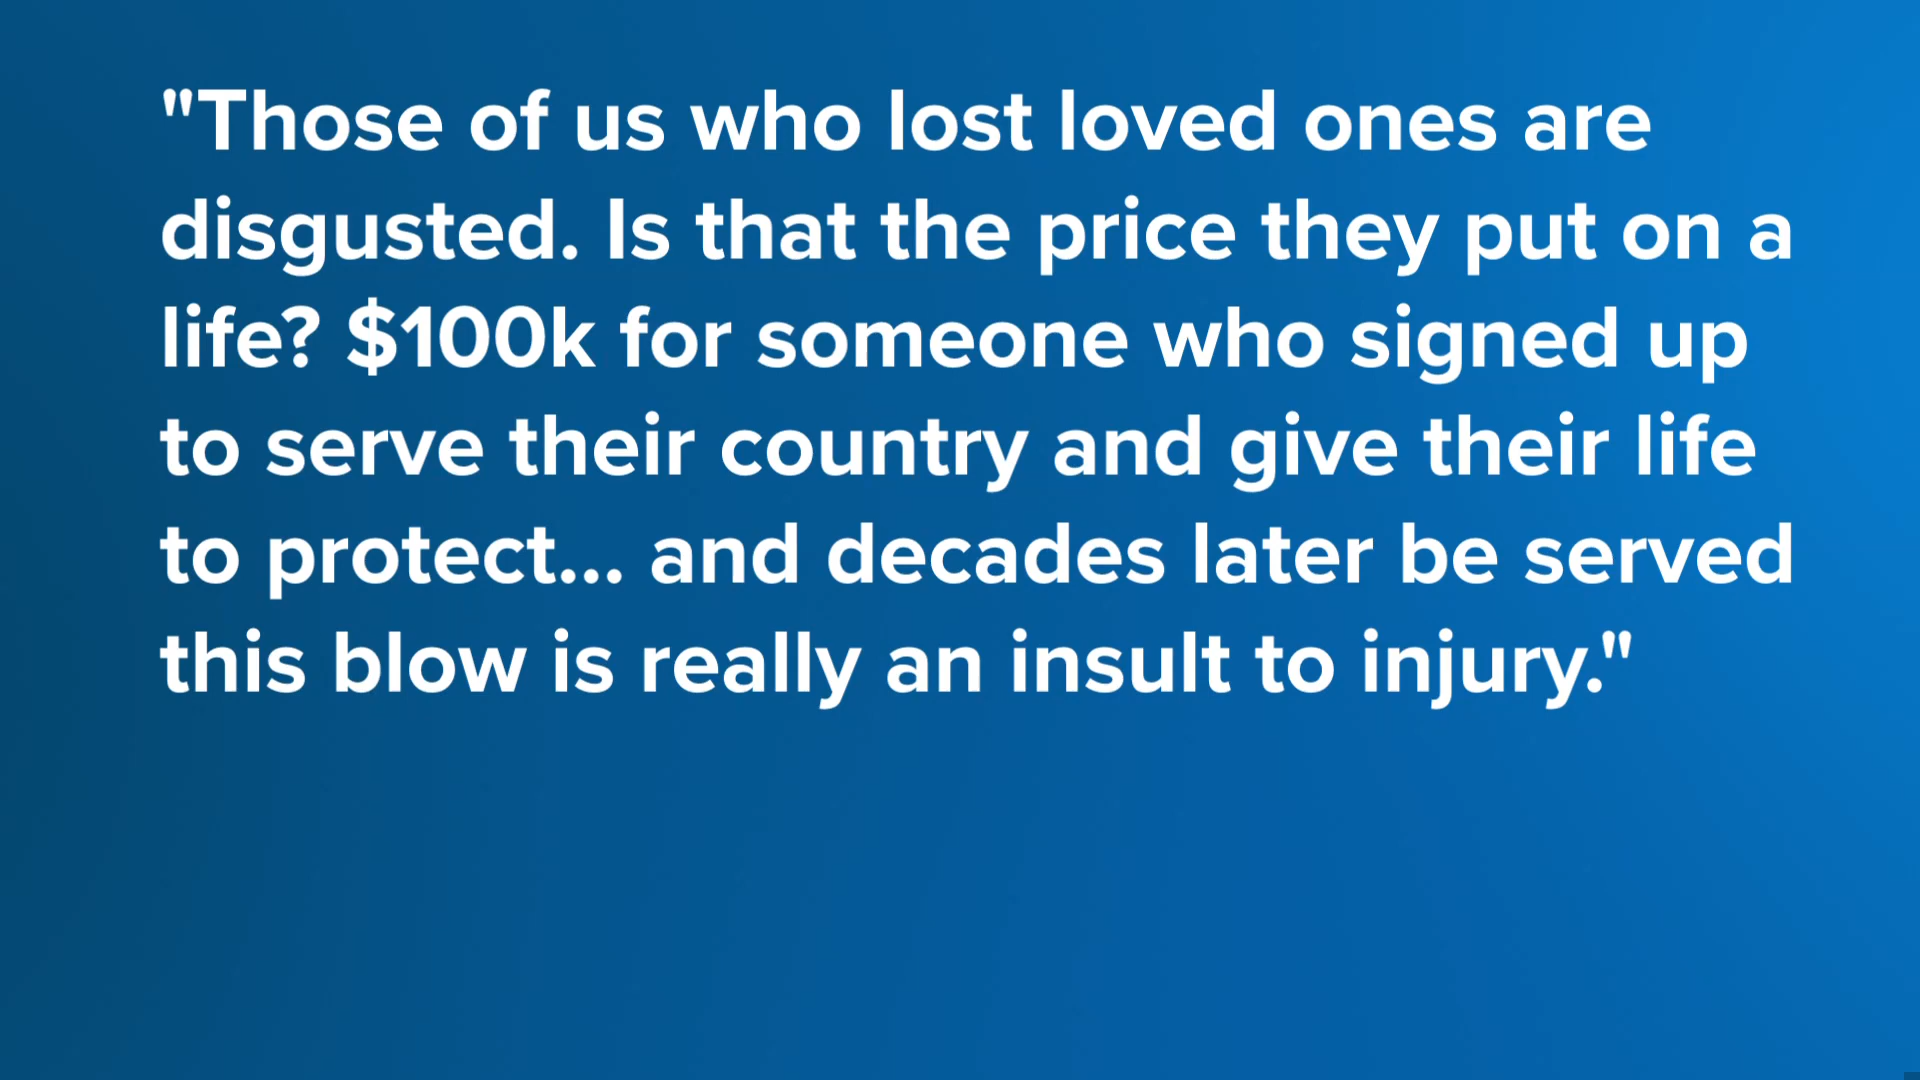 "Those of us who lost loved ones are
disgusted. Is that the price they put on a
life? $100k for someone who signed up
to serve their country and give their life
to protect... and decades later be served
this blow is really an insult to injury."